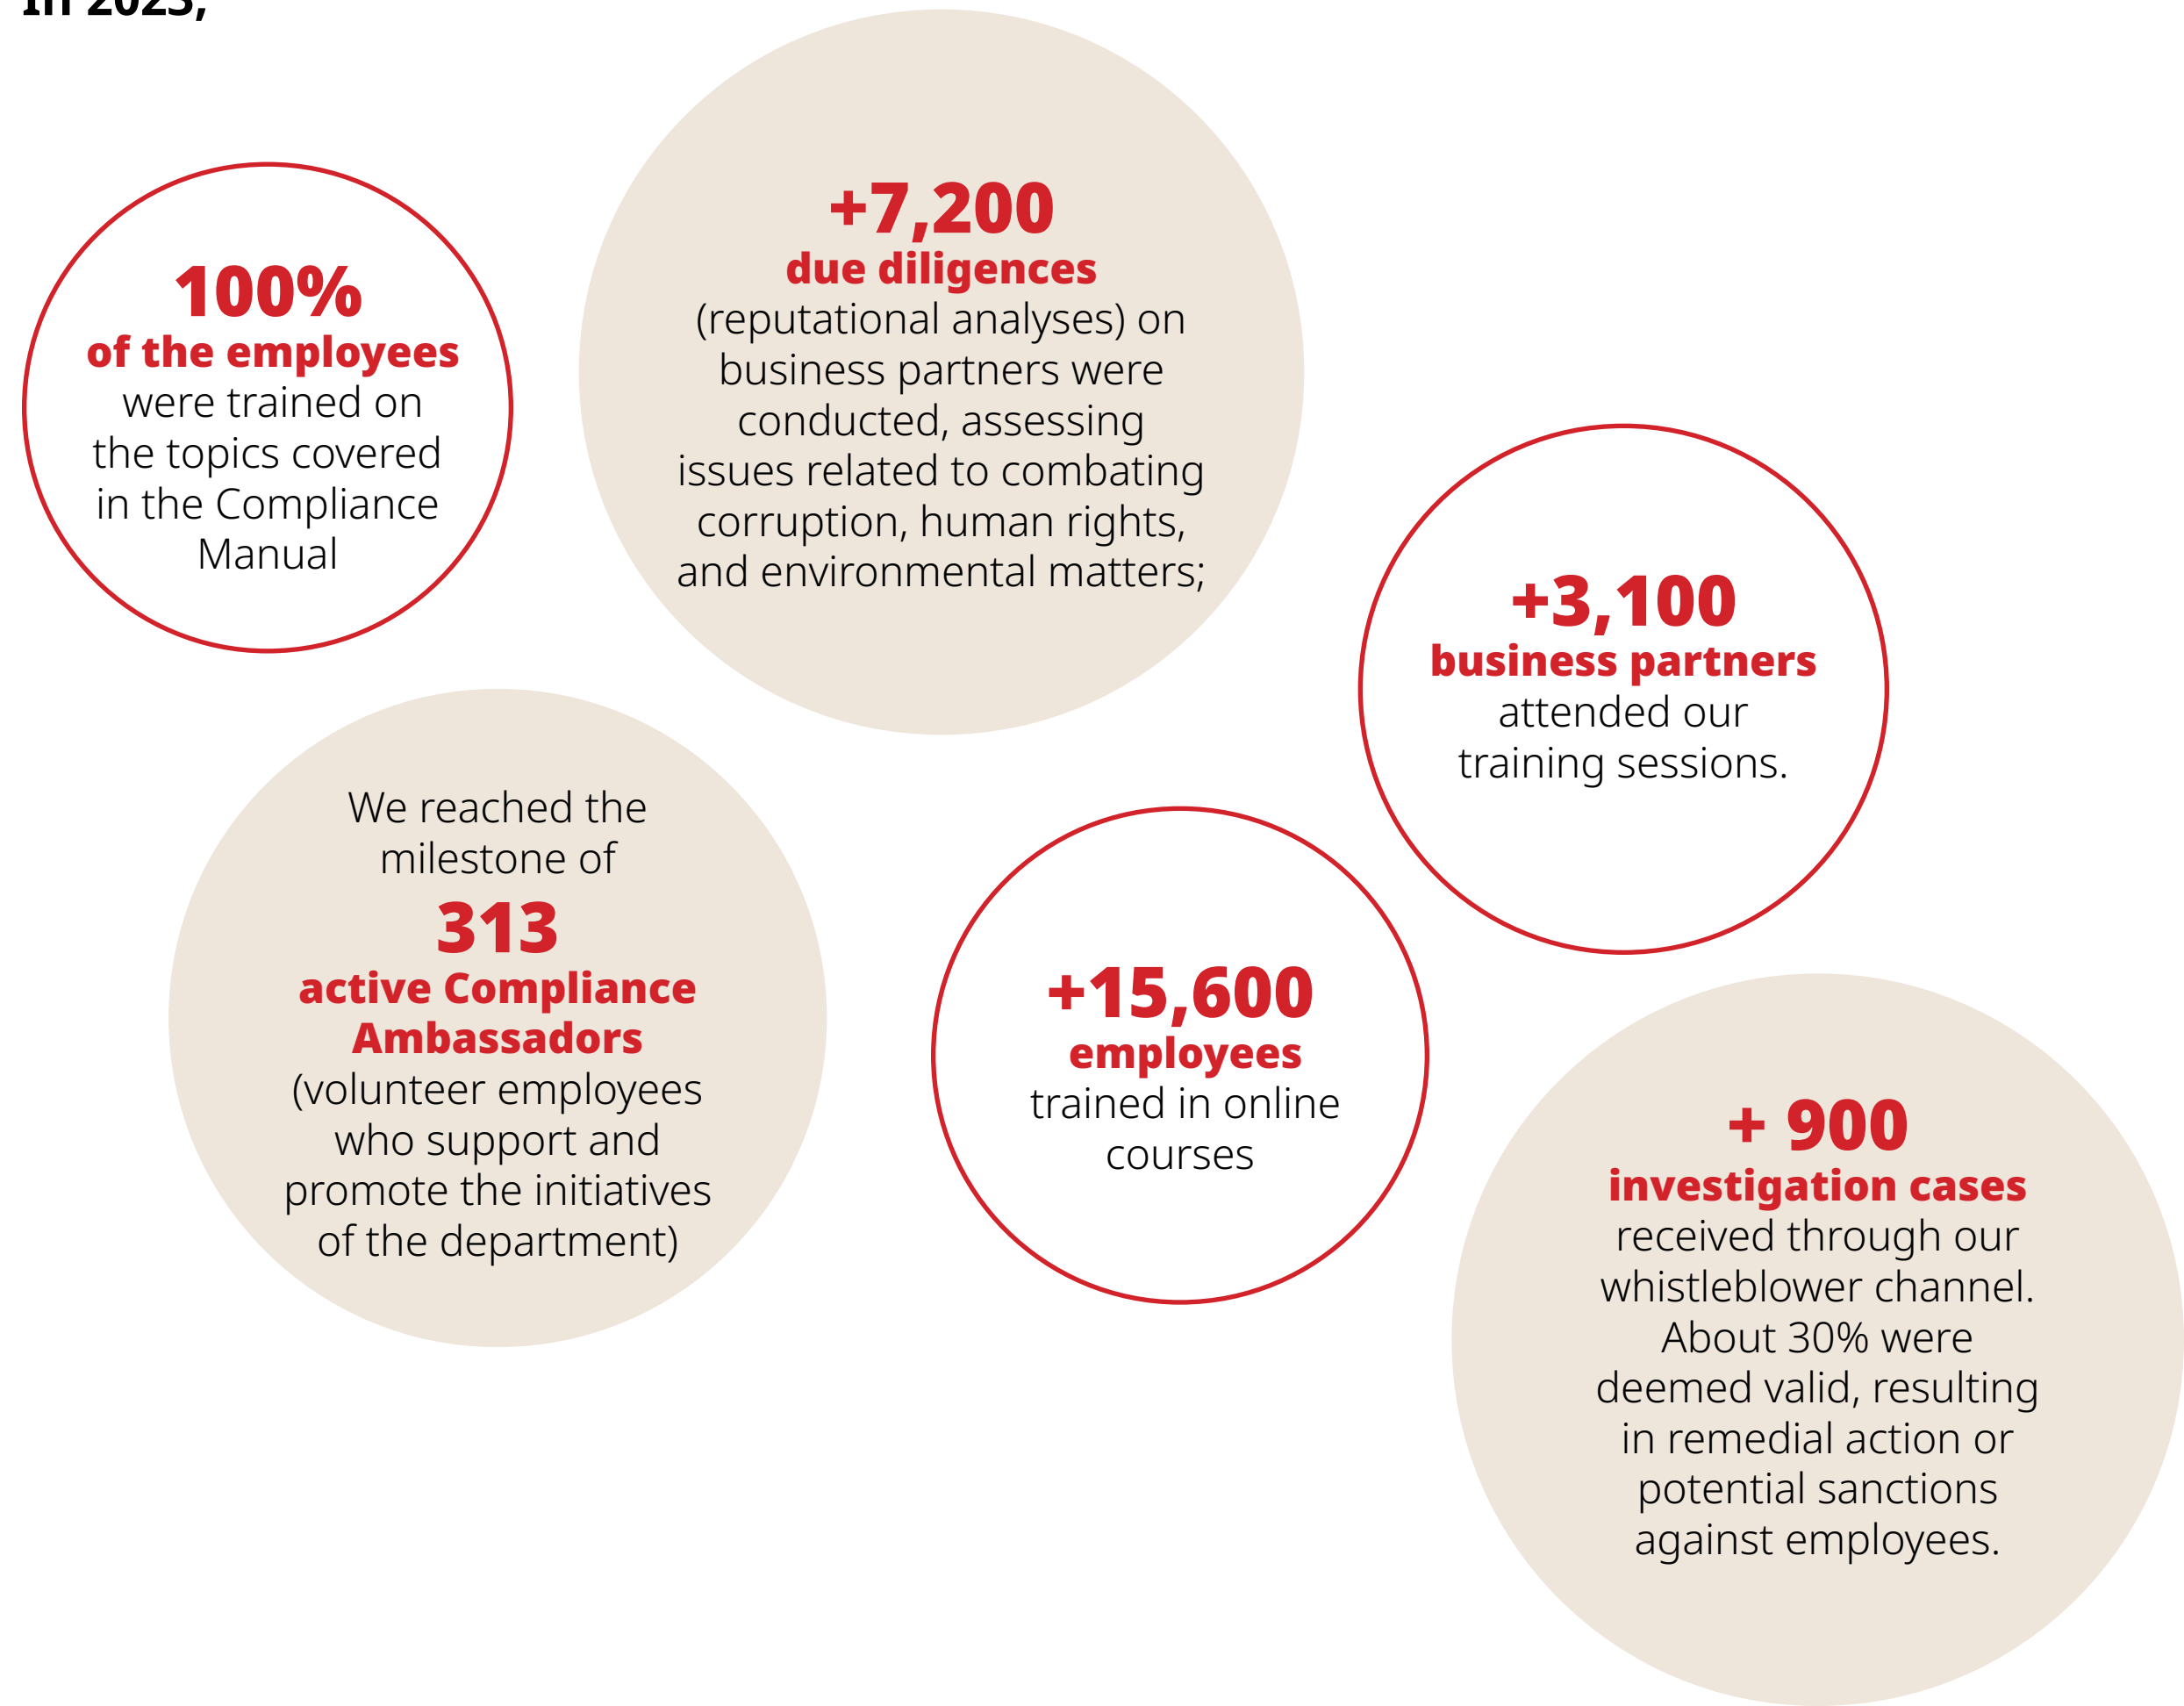 In 2023,
100%
of the employees
were trained on
the topics covered
in the Compliance
Manual
+7,200
due diligences
(reputational analyses) on
business partners were
conducted, assessing
issues related to combating
corruption, human rights,
and environmental matters;
+3,100
business partners
attended our
training sessions.
We reached the
milestone of
313
active Compliance
Ambassadors
(volunteer employees
who support and
promote the initiatives
of the department)
+15,600
employees
trained in online
courses
+ 900
investigation cases
received through our
whistleblower channel.
About 30% were
deemed valid, resulting
in remedial action or
potential sanctions
against employees.